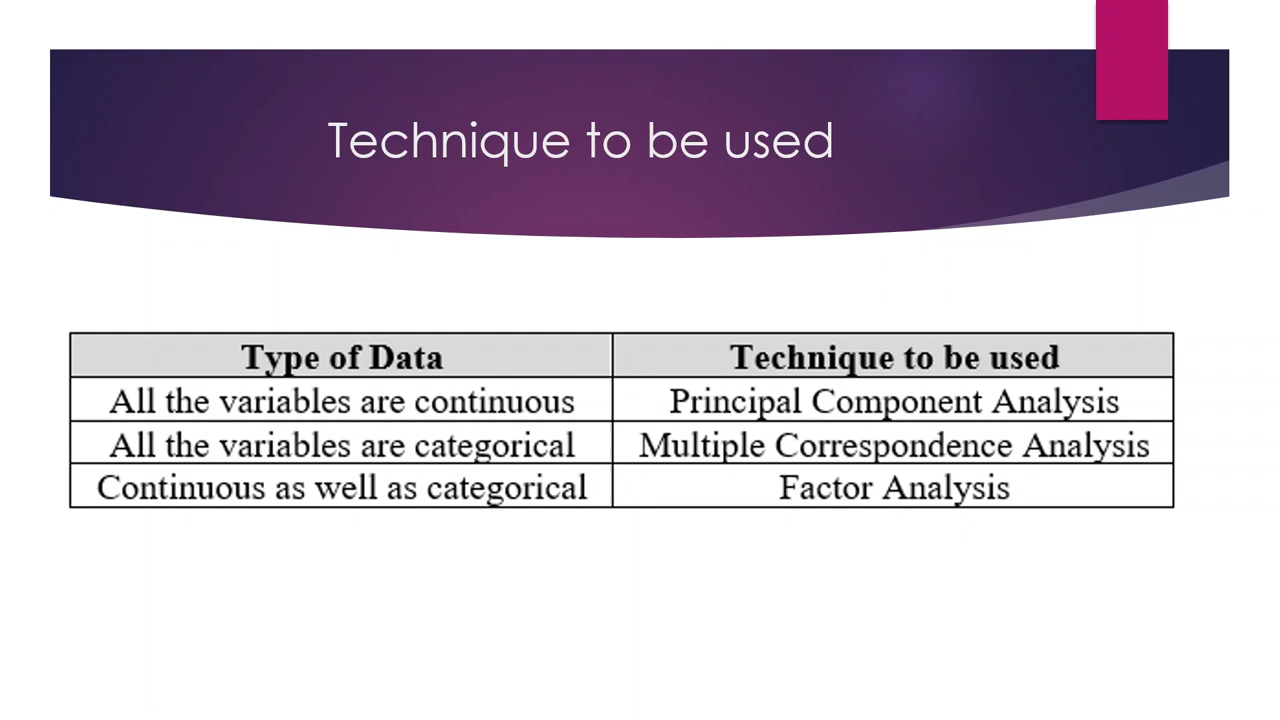 Technique to be used
Type of Data Technique to be used
All the variables are continuous Principal Component Analysis
All the variables are categorical Multiple Correspondence Analysis
Continuous as well as categorical Factor Analysis